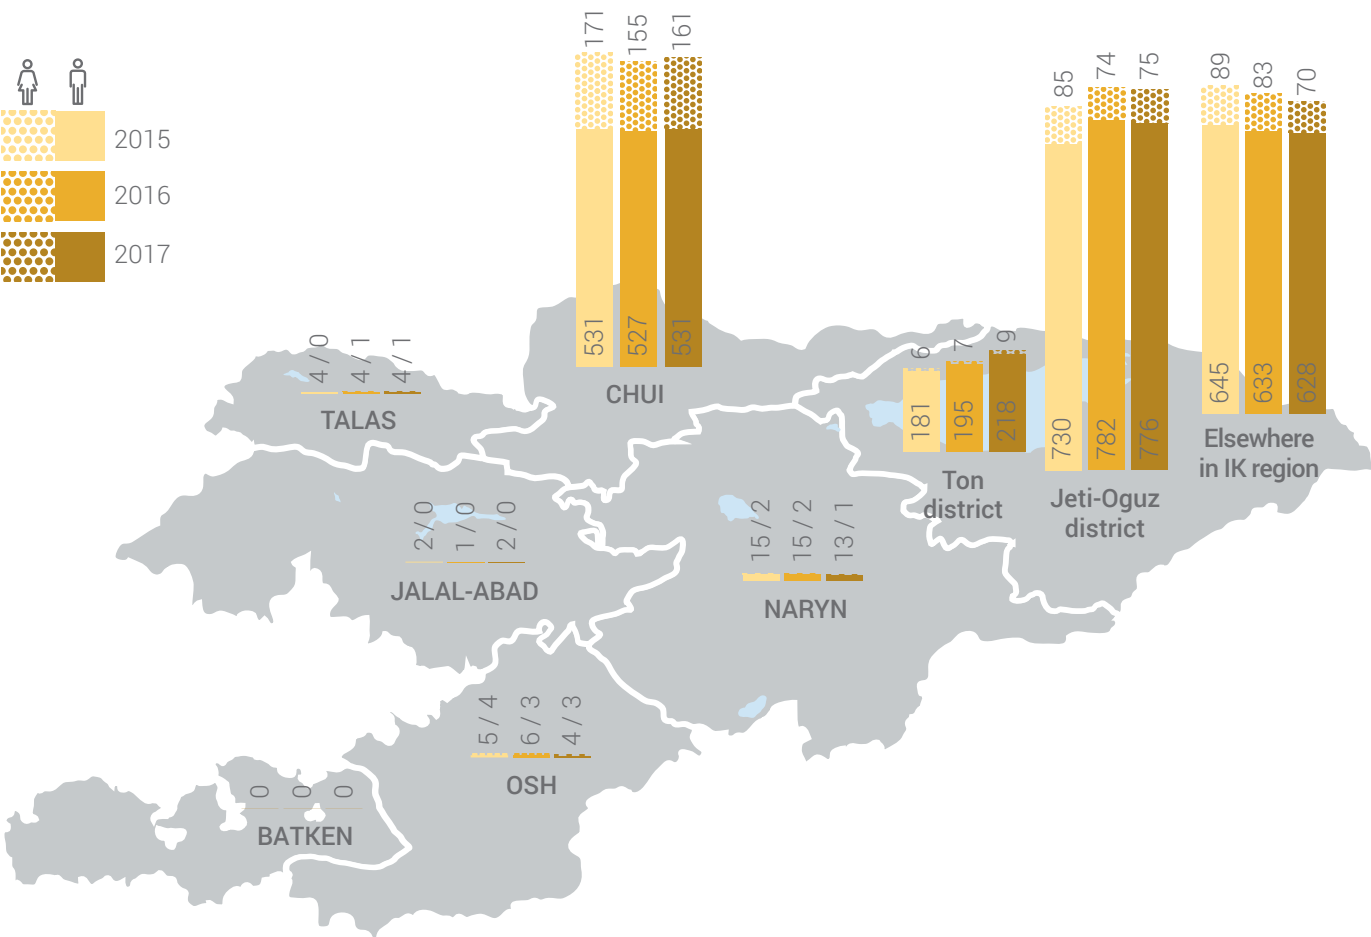 2015
2016
2017
171
155
161
531
527
531
CHUI
4 / 0
4 / 1
4 / 1
TALAS
6
7
9
181
195
218
Ton
district
85
74
75
730
782
776
Jeti-Oguz
district
89
83
70
645
633
628
Elsewhere
in IK region
2 / 0
1 / 0
2 / 0
JALAL-ABAD
15 / 2
15 / 2
13 / 1
NARYN
5 / 4
6 / 3
4 / 3
OSH
0
0
0
BATKEN